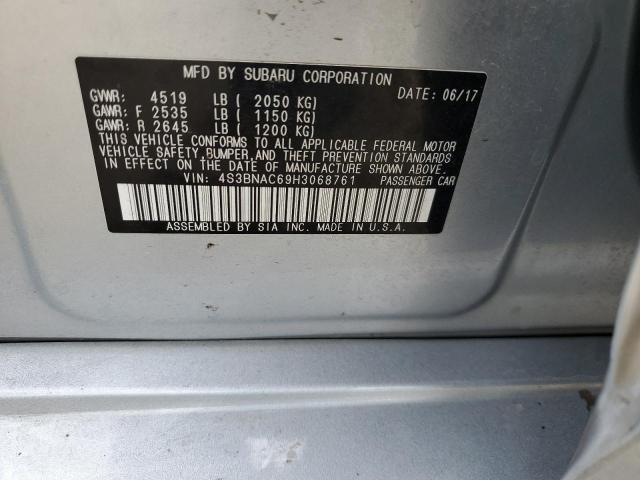 MFD BY SUBARU CORPORATION
GVWR: 4519 LB ( 2050 KG) DATE: 06/17
GAWR: F 2535 LB ( 1150 KG)
GAWR: R 2645 LB ( 1200 KG)
THIS VEHICLE CONFORMS TO ALL APPLICABLE FEDERAL MOTOR
VEHICLE SAFETY,BUMPER,AND THEFT PREVENTION STANDARDS
IN EFFECT ON THE DATE OF MANUFACTURE SHOWN ABOVE.
VIN: 4S3BNAC69H3068761 PASSENGER CAR
ASSEMBLED BY SIA INC. MADE IN U.S.A.